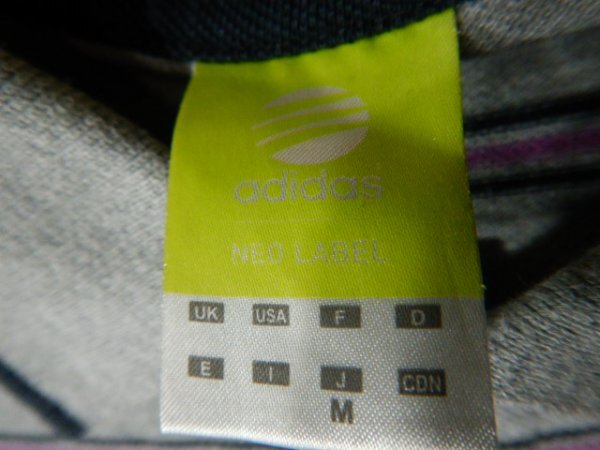 adidas
NEO LABEL
UK USA F D
E I J CDN
M